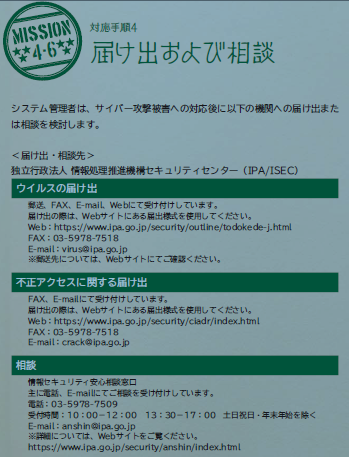 MISSION
4-6
対施手順4
届け出および相談
システム管理者は、サイバー攻撃被害への対応後に以下の機関への届け出また
は相談を検討します。
＜届け出・相談先＞
独立行政法人 情報処理推進機構セキュリティセンター（IPA/ISEC）
ウイルスの届け出
郵送、FAX、E-mail、Webにて受け付けています。
届け出の際は、Webサイトにある届出様式を使用してください。
Web：https://www.ipa.go.jp/security/outline/todokede-j.html
FAX：03-5978-7518
E-mail：virus@ipa.go.jp
※郵送先については、Webサイトにてご確認ください。
不正アクセスに関する届け出
FAX、E-mailにて受け付けています。
届け出の際は、Webサイトにある届出様式を使用してください。
Web：https://www.ipa.go.jp/security/ciadr/index.html
FAX：03-5978-7518
E-mail：crack@ipa.go.jp
相談
情報セキュリティ安心相談窓口
主に電話、E-mailにてご相談を受け付けています。
電話：03-5978-7509
受付時間：10：00－12：00　13：30－17：00　土日祝日・年末年始を除く
E-mail：anshin@ipa.go.jp
※詳細については、Webサイトをご覧ください。
https://www.ipa.go.jp/security/anshin/index.html